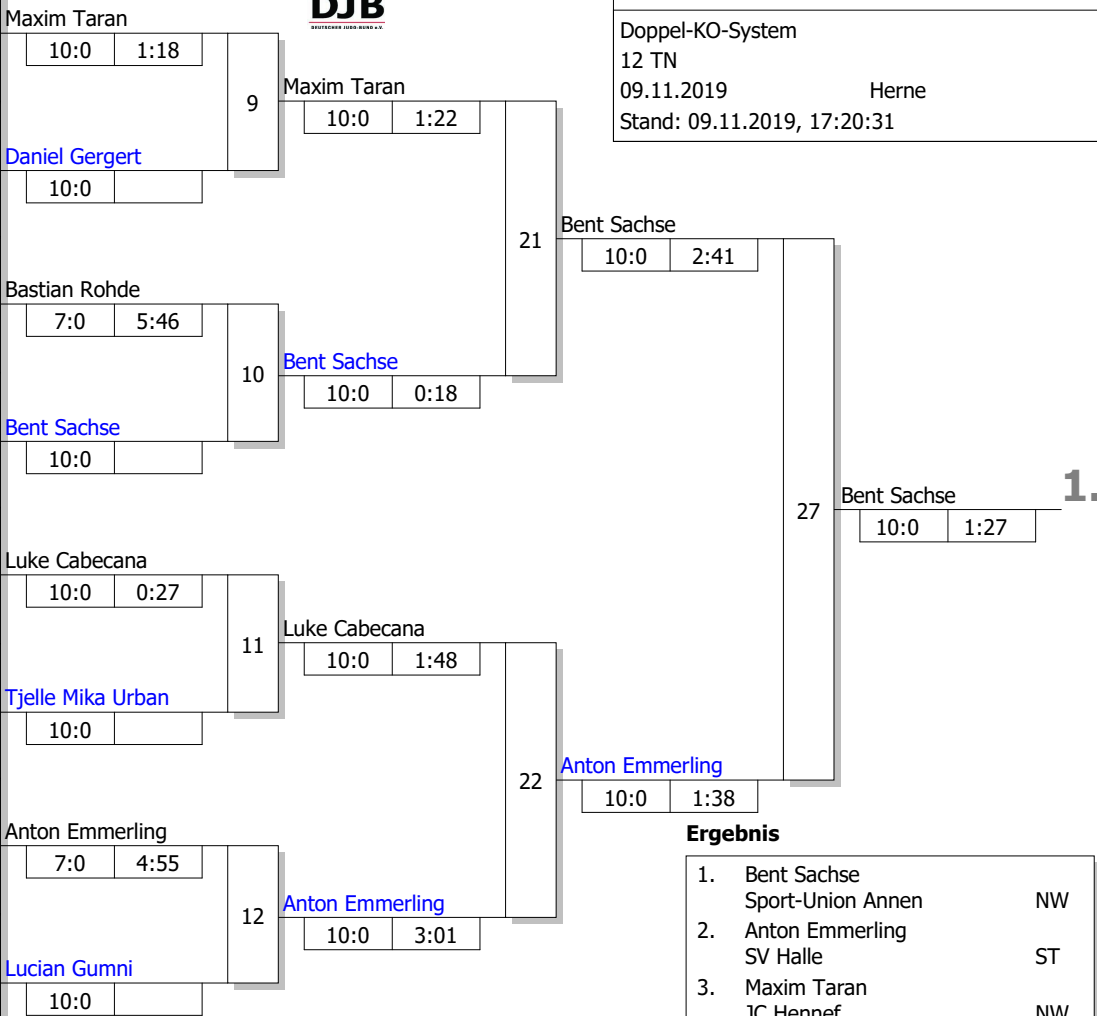 DJB
DEUTSCHER JUDO-BUND e.V.
Doppel-KO-System
12 TN
09.11.2019 Herne
Stand: 09.11.2019, 17:20:31
Maxim Taran
10:0 1:18
9
Daniel Gergert
10:0
Maxim Taran
10:0 1:22
21
Bastian Rohde
7:0 5:46
10
Bent Sachse
10:0
Bent Sachse
10:0 0:18
Bent Sachse
10:0 2:41
27
Bent Sachse
10:0 1:27
1.
Luke Cabecana
10:0 0:27
11
Tjelle Mika Urban
10:0
Luke Cabecana
10:0 1:48
22
Anton Emmerling
7:0 4:55
12
Lucian Gumni
10:0
Anton Emmerling
10:0 3:01
Anton Emmerling
10:0 1:38
Ergebnis
1. Bent Sachse
Sport-Union Annen NW
2. Anton Emmerling
SV Halle ST
3. Maxim Taran
JC Hennef NW